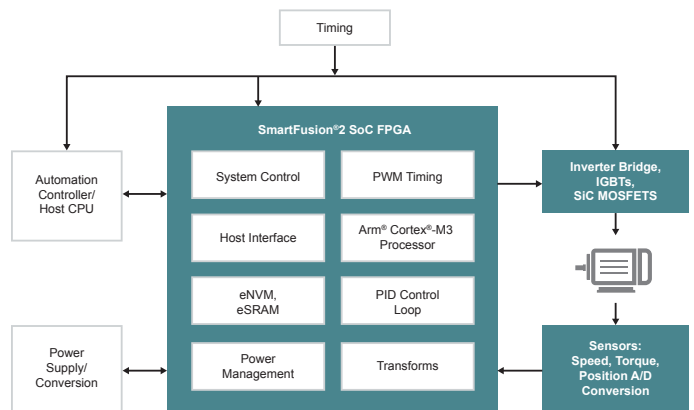 Timing
SmartFusion®2 SoC FPGA
System Control
PWM Timing
Host Interface
Arm® Cortex®-M3
Processor
eNVM,
eSRAM
PID Control
Loop
Power
Management
Transforms
Automation
Controller/
Host CPU
Power
Supply/
Conversion
Inverter Bridge,
IGBTs,
SiC MOSFETS
Sensors:
Speed, Torque,
Position A/D
Conversion